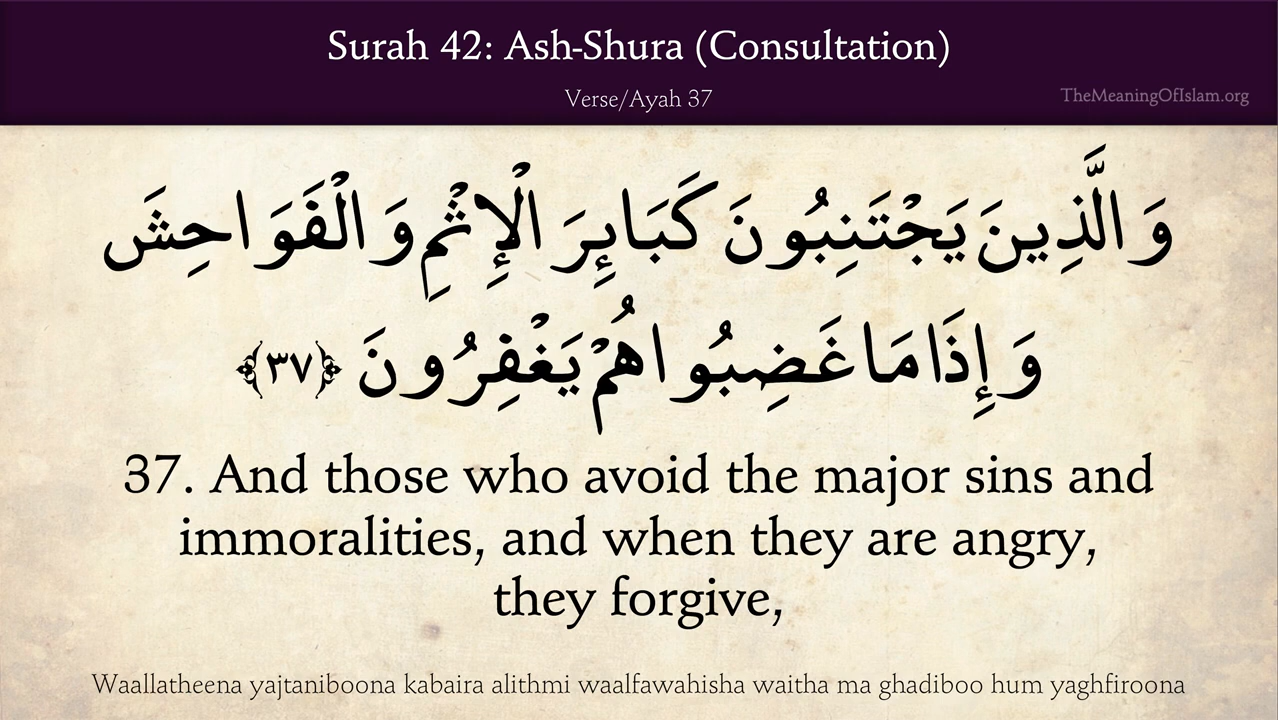 Surah 42: Ash-Shura (Consultation)
Verse/Ayah 37
TheMeaningOfIslam.org
وَالَّذِينَ يَجْتَنِبُونَ كَبَايِرَ الْإِثْمِ وَالْفَوَاحِشَ
وَإِذَا مَا غَضِبُوا هُمْ يَغْفِرُونَ ﴿٣٧﴾
37. And those who avoid the major sins and
immoralities, and when they are angry,
they forgive,
Waallatheena yajtaniboona kabaira alithmi waalfawahisha waitha ma ghadiboo hum yaghfiroona